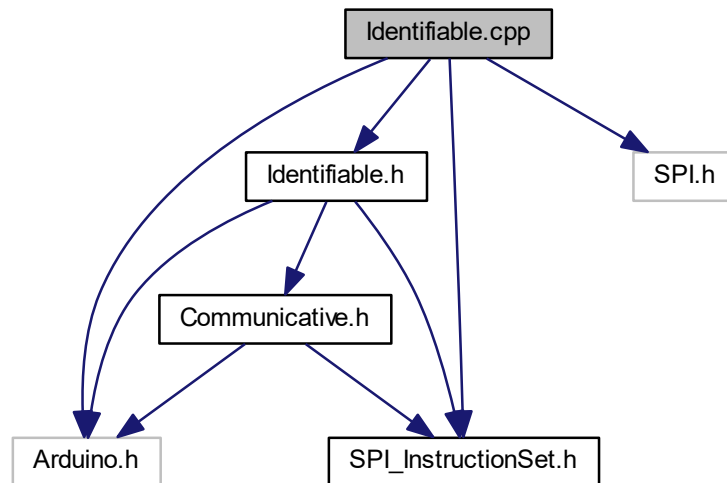 Identifiable.cpp
Identifiable.h
SPI.h
Communicative.h
Arduino.h
SPI_InstructionSet.h